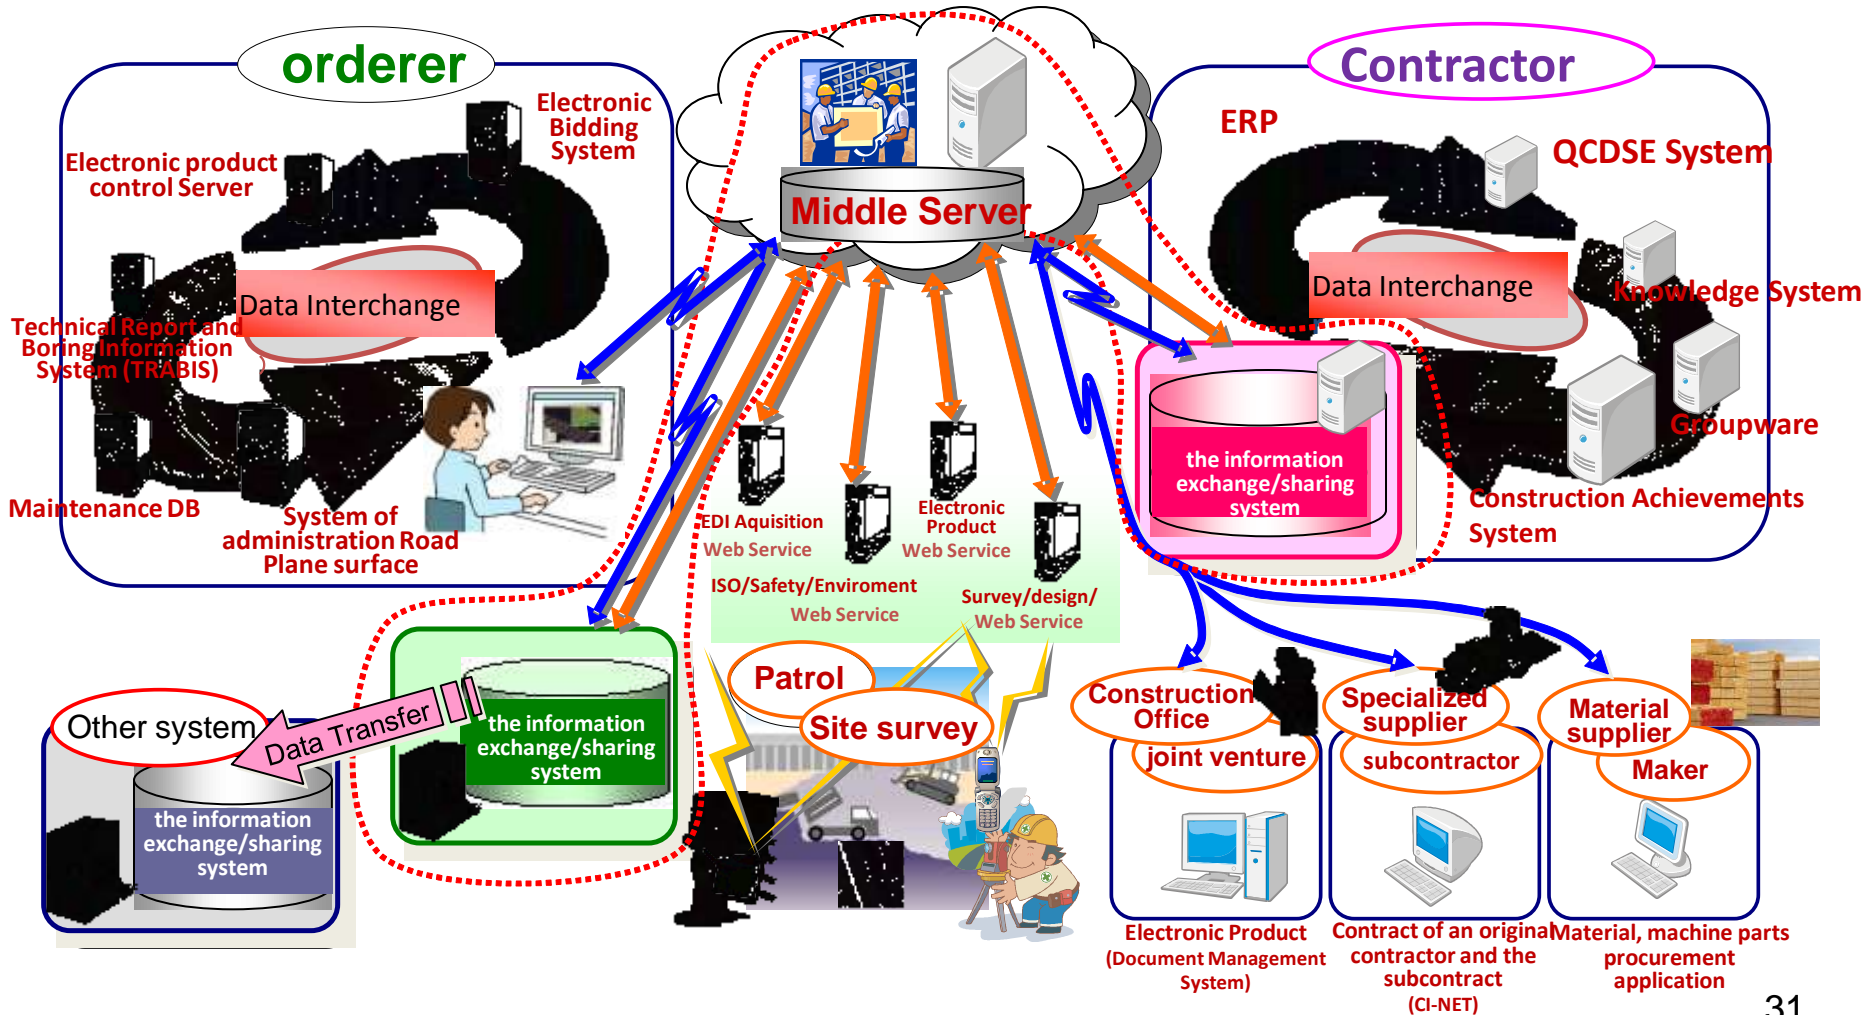 orderer
Contractor
Electronic
Bidding
System
Electronic product
control Server
Data Interchange
Technical Report and
Boring Information
System (TRABIS)
Maintenance DB
System of
administration Road
Plane surface
Middle Server
ERP
QCDSE System
Data Interchange
Knowledge System
Groupware
Construction Achievements
System
the information
exchange/sharing
system
EDI Aquisition
Web Service
Electronic
Product
Web Service
ISO/Safety/Enviroment
Web Service
Survey/design/
Web Service
Patrol
Site survey
Other system
Data Transfer
the information
exchange/sharing
system
the information
exchange/sharing
system
Construction
Office
joint venture
Specialized
supplier
subcontractor
Material
supplier
Maker
Electronic Product
(Document Management
System)
Contract of an original
contractor and the
subcontract
(CI-NET)
Material, machine parts
procurement
application
31